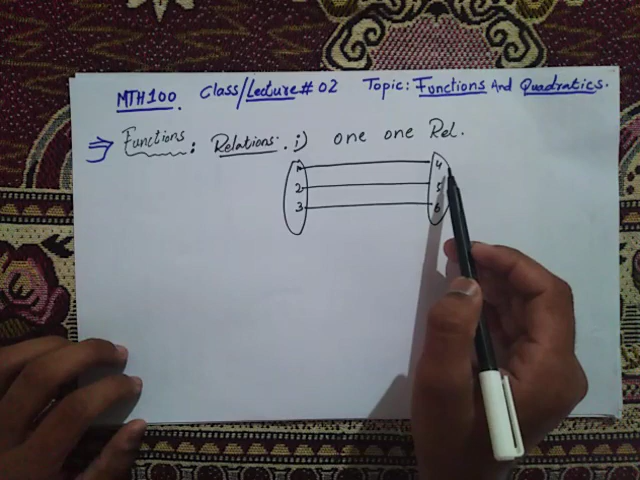 MTH100 Class/Lecture # 02 Topic: Functions And Quadratics.
⇒ Functions: Relations. i) one one Rel.
1 4
2 5
3 6